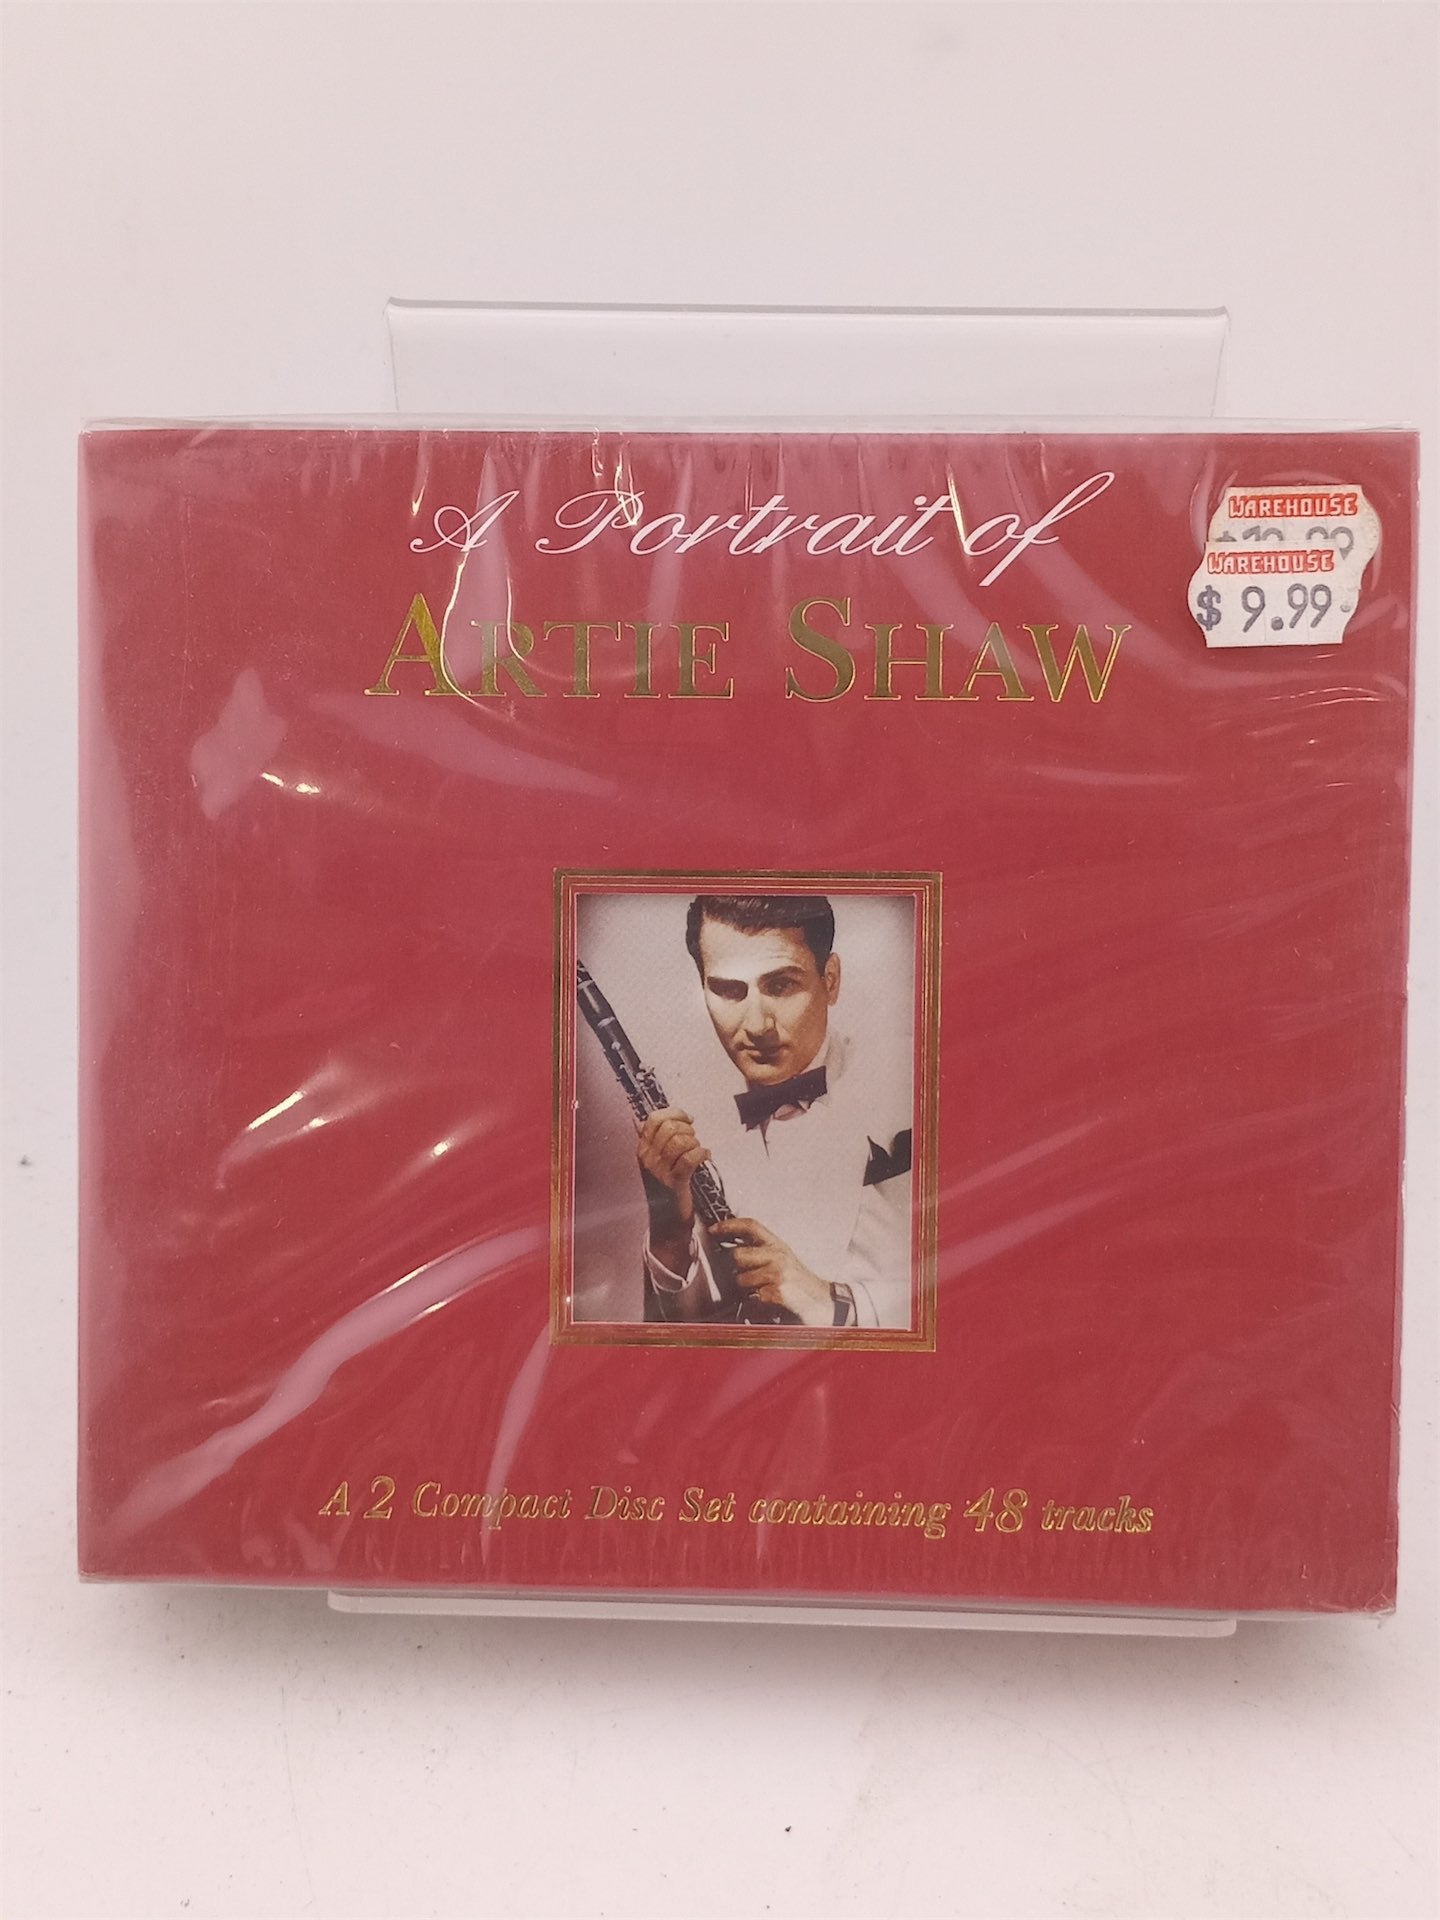 A Portrait of
ARTIE SHAW
WAREHOUSE
WAREHOUSE
$ 9.99
A 2 Compact Disc Set containing 48 tracks